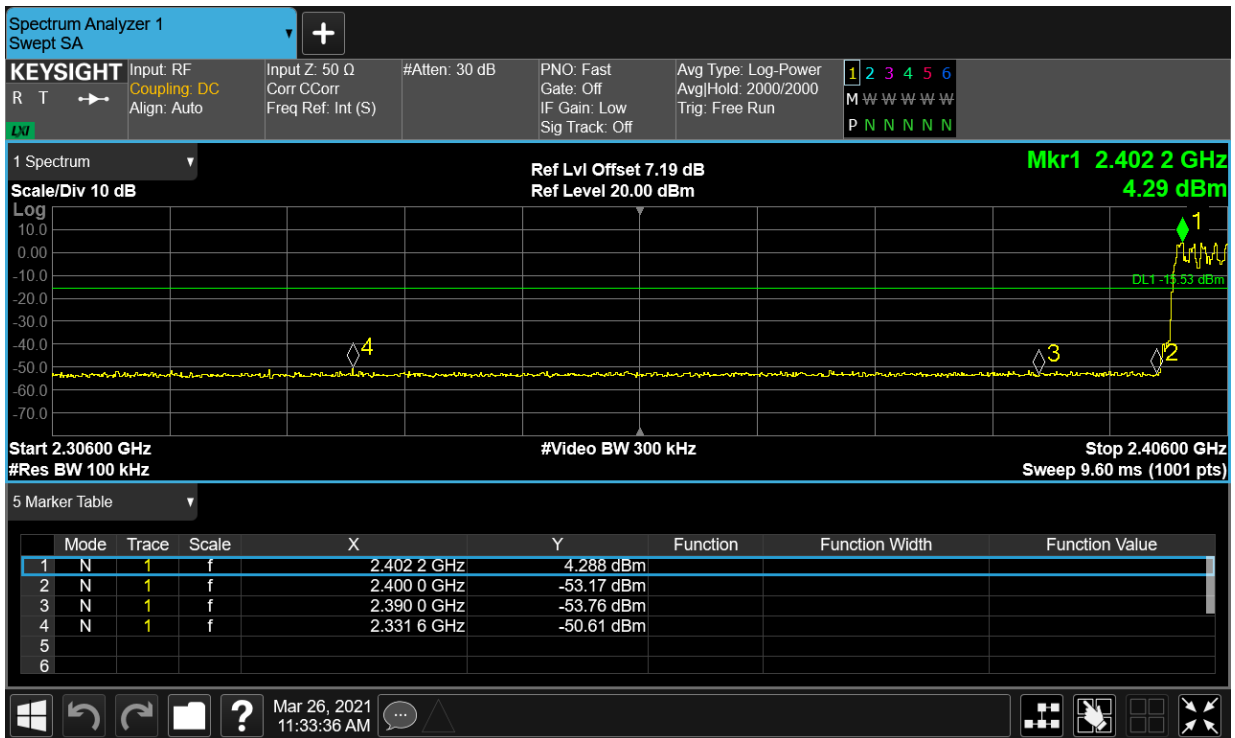 Spectrum Analyzer 1
Swept SA
+
KEYSIGHT Input: RF Input Z: 50 Ω #Atten: 30 dB PNO: Fast Avg Type: Log-Power 1 2 3 4 5 6
R T Coupling: DC Corr CCorr Gate: Off Avg|Hold: 2000/2000 M W W W W W
Align: Auto Freq Ref: Int (S) IF Gain: Low Trig: Free Run P N N N N N
LXI Sig Track: Off
1 Spectrum Ref Lvl Offset 7.19 dB Mkr1 2.402 2 GHz
Scale/Div 10 dB Ref Level 20.00 dBm 4.29 dBm
Log
10.0 1
0.00
-10.0 DL1 -15.53 dBm
-20.0
-30.0
-40.0 4 3 2
-50.0
-60.0
-70.0
Start 2.30600 GHz #Video BW 300 kHz Stop 2.40600 GHz
#Res BW 100 kHz Sweep 9.60 ms (1001 pts)
5 Marker Table
Mode Trace Scale X Y Function Function Width Function Value
1 N 1 f 2.402 2 GHz 4.288 dBm
2 N 1 f 2.400 0 GHz -53.17 dBm
3 N 1 f 2.390 0 GHz -53.76 dBm
4 N 1 f 2.331 6 GHz -50.61 dBm
5
6
? Mar 26, 2021
11:33:36 AM